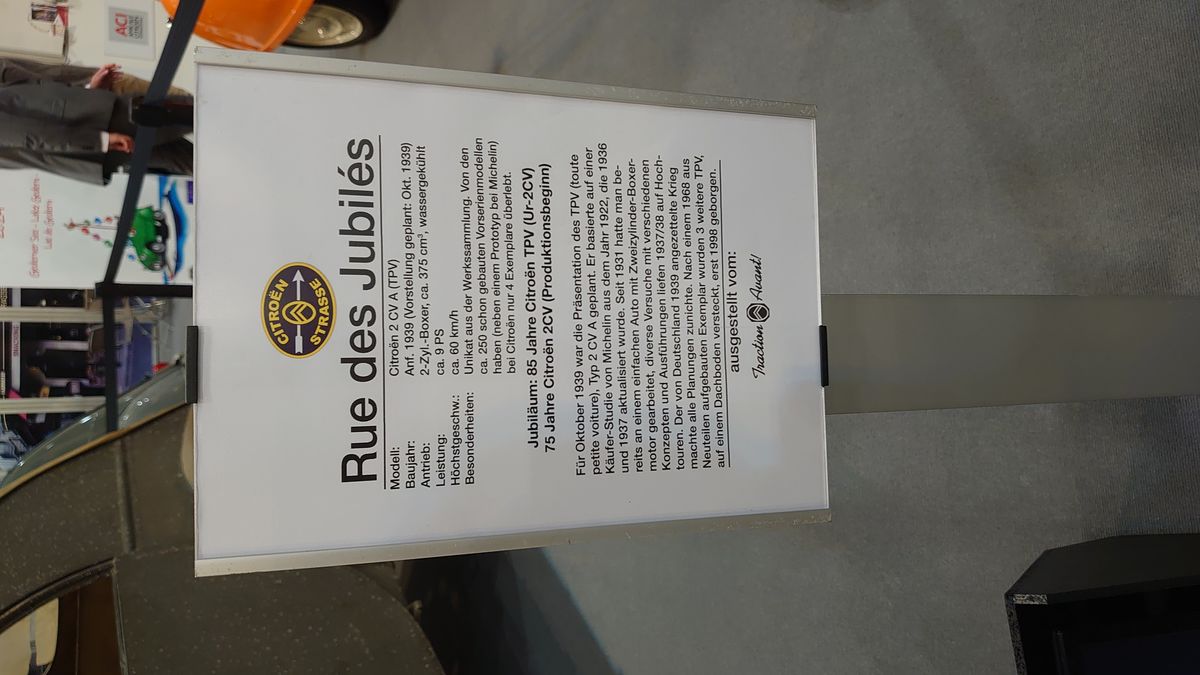 CITROËN
STRASSE
Rue des Jubilés
Modell: Citroën 2 CV A (TPV)
Baujahr: Anf. 1939 (Vorstellung geplant: Okt. 1939)
Antrieb: 2-Zyl.-Boxer, ca. 375 cm³, wassergekühlt
Leistung: ca. 9 PS
Höchstgeschw.: ca. 60 km/h
Besonderheiten: Unikat aus der Werkssammlung. Von den
ca. 250 schon gebauten Vorserienmodellen
haben (neben einem Prototyp bei Michelin)
bei Citroën nur 4 Exemplare überlebt.
Jubiläum: 85 Jahre Citroën TPV (Ur-2CV)
75 Jahre Citroën 2CV (Produktionsbeginn)
Für Oktober 1939 war die Präsentation des TPV (toute
petite voiture), Typ 2 CV A geplant. Er basierte auf einer
Käufer-Studie von Michelin aus dem Jahr 1922, die 1936
und 1937 aktualisiert wurde. Seit 1931 hatte man be-
reits an einem einfachen Auto mit Zweizylinder-Boxer-
motor gearbeitet, diverse Versuche mit verschiedenen
Konzepten und Ausführungen liefen 1937/38 auf Hoch-
touren. Der von Deutschland 1939 angezettelte Krieg
machte alle Planungen zunichte. Nach einem 1968 aus
Neuteilen aufgebauten Exemplar wurden 3 weitere TPV,
auf einem Dachboden versteckt, erst 1998 geborgen.
ausgestellt vom:
Traction Avant!
ACI